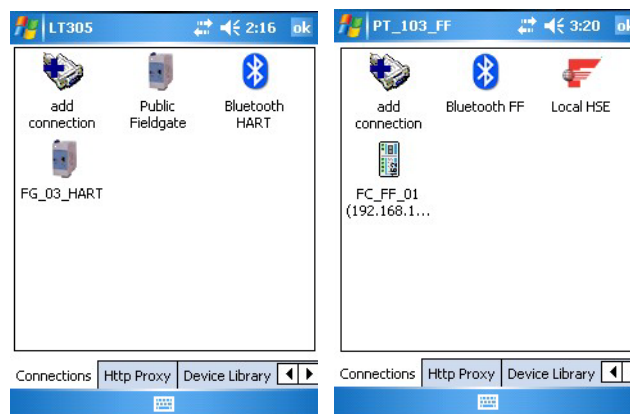 LT305 2:16 ok
add connection
Public Fieldgate
Bluetooth HART
FG_03_HART
Connections Http Proxy Device Library
PT_103_FF 3:20 ok
add connection
Bluetooth FF
Local HSE
FC_FF_01 (192.168.1...
Connections Http Proxy Device Library